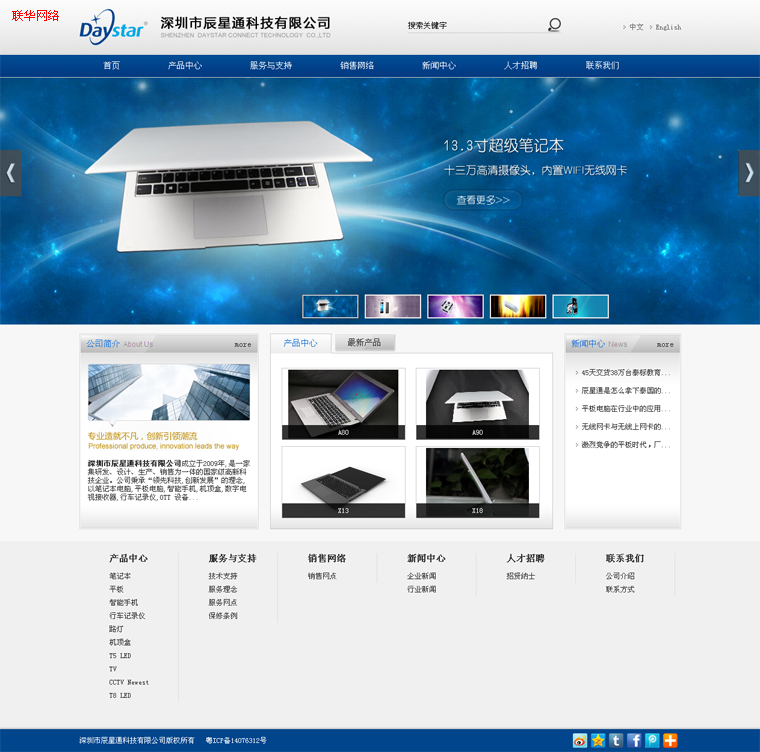 联华网络
Daystar
深圳市辰星通科技有限公司
SHENZHEN DAYSTAR CONNECT TECHNOLOGY CO.,LTD
搜索关键字
中文 English
首页 产品中心 服务与支持 销售网络 新闻中心 人才招聘 联系我们
13.3寸超级笔记本
十三万高清摄像头，内置WIFI无线网卡
查看更多>>
公司简介 About Us more
专业造就不凡，创新引领潮流
Professional produce, innovation leads the way
深圳市辰星通科技有限公司成立于2009年,是一家
集研发、设计、生产、销售为一体的国家级高新科
技企业。公司秉承“领先科技,创新发展”的理念,
以笔记本电脑,平板电脑,智能手机,机顶盒,数字电
视接收器,行车记录仪,OTT 设备...
产品中心 最新产品
A80
A90
X13
X18
新闻中心 News more
45天交货38万台泰标教育...
辰星通是怎么拿下泰国的...
平板电脑在行业中的应用...
无线网卡与无线上网卡的...
激烈竞争的平板时代，厂...
产品中心
笔记本
平板
智能手机
行车记录仪
路灯
机顶盒
T5 LED
TV
CCTV Newest
T8 LED
服务与支持
技术支持
服务理念
服务网点
保修条例
销售网络
销售网点
新闻中心
企业新闻
行业新闻
人才招聘
招贤纳士
联系我们
公司介绍
联系方式
深圳市辰星通科技有限公司版权所有 粤ICP备14076312号